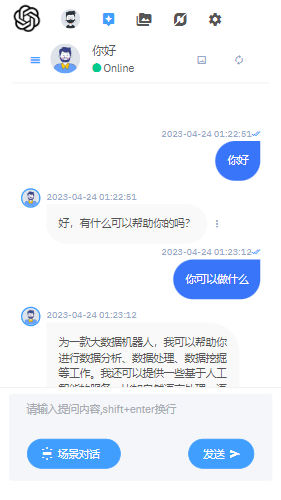 你好
Online
2023-04-24 01:22:51
你好
2023-04-24 01:22:51
好，有什么可以帮助你的吗?
2023-04-24 01:23:12
你可以做什么
2023-04-24 01:23:12
为一款大数据机器人，我可以帮助你
进行数据分析、数据处理、数据挖掘
等工作。我还可以提供一些基于人工
请输入提问内容,shift+enter换行
场景对话
发送